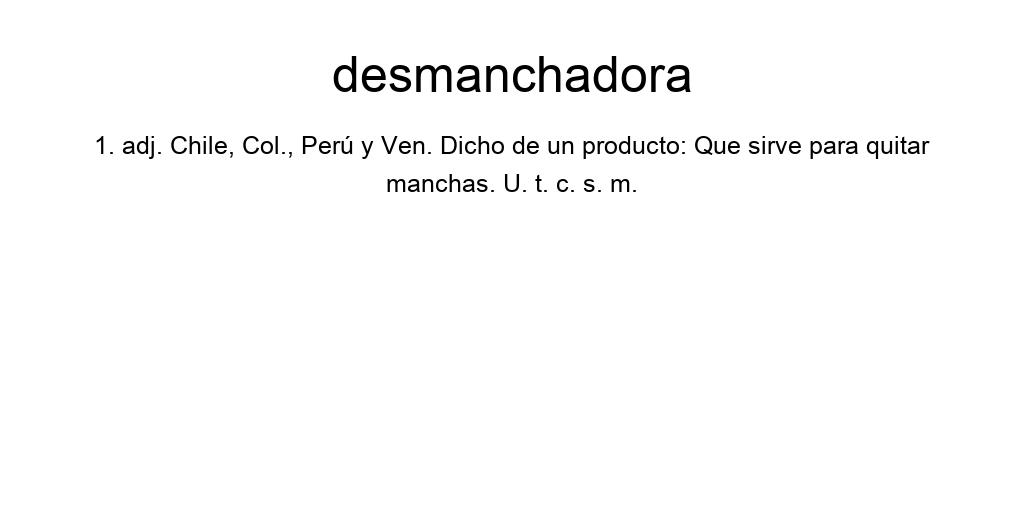 desmanchadora
1. adj. Chile, Col., Perú y Ven. Dicho de un producto: Que sirve para quitar
manchas. U. t. c. s. m.